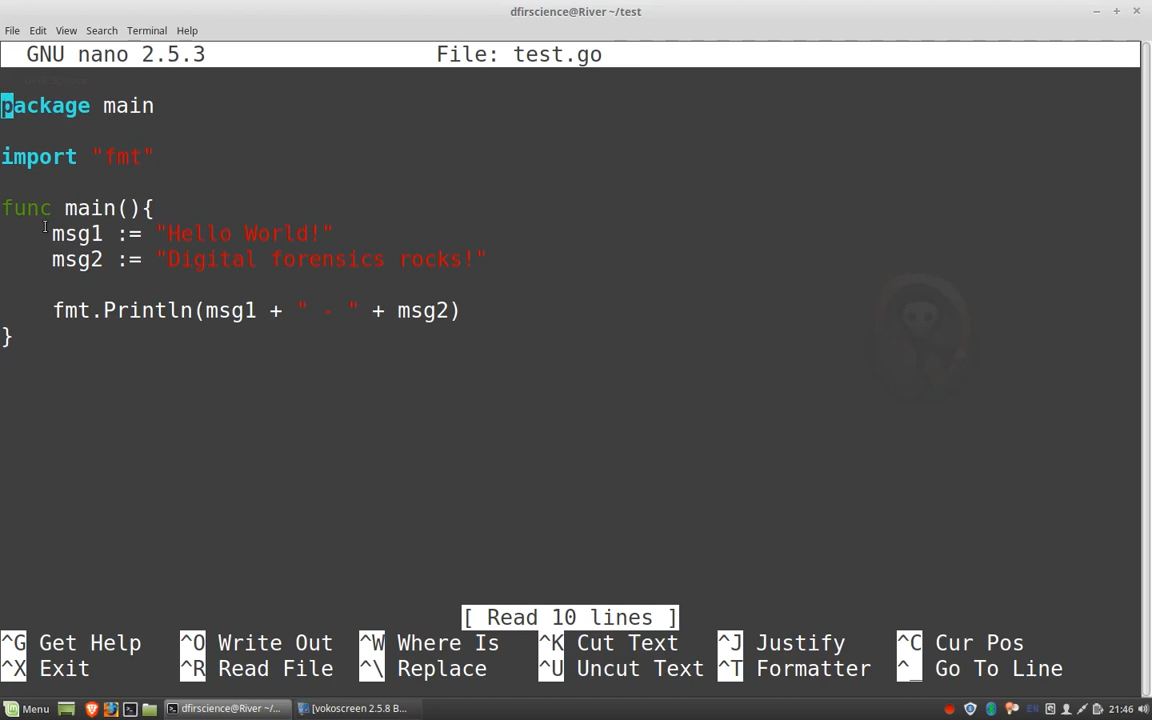 dfirscience@River ~/test
File Edit View Search Terminal Help
GNU nano 2.5.3 File: test.go
package main
import "fmt"
func main(){
msg1 := "Hello World!"
msg2 := "Digital forensics rocks!"
fmt.Println(msg1 + " - " + msg2)
}
[ Read 10 lines ]
^G Get Help ^O Write Out ^W Where Is ^K Cut Text ^J Justify ^C Cur Pos
^X Exit ^R Read File ^\ Replace ^U Uncut Text ^T Formatter ^_ Go To Line
Menu dfirscience@River ~/... [vokoscreen 2.5.8 B... EN 21:46